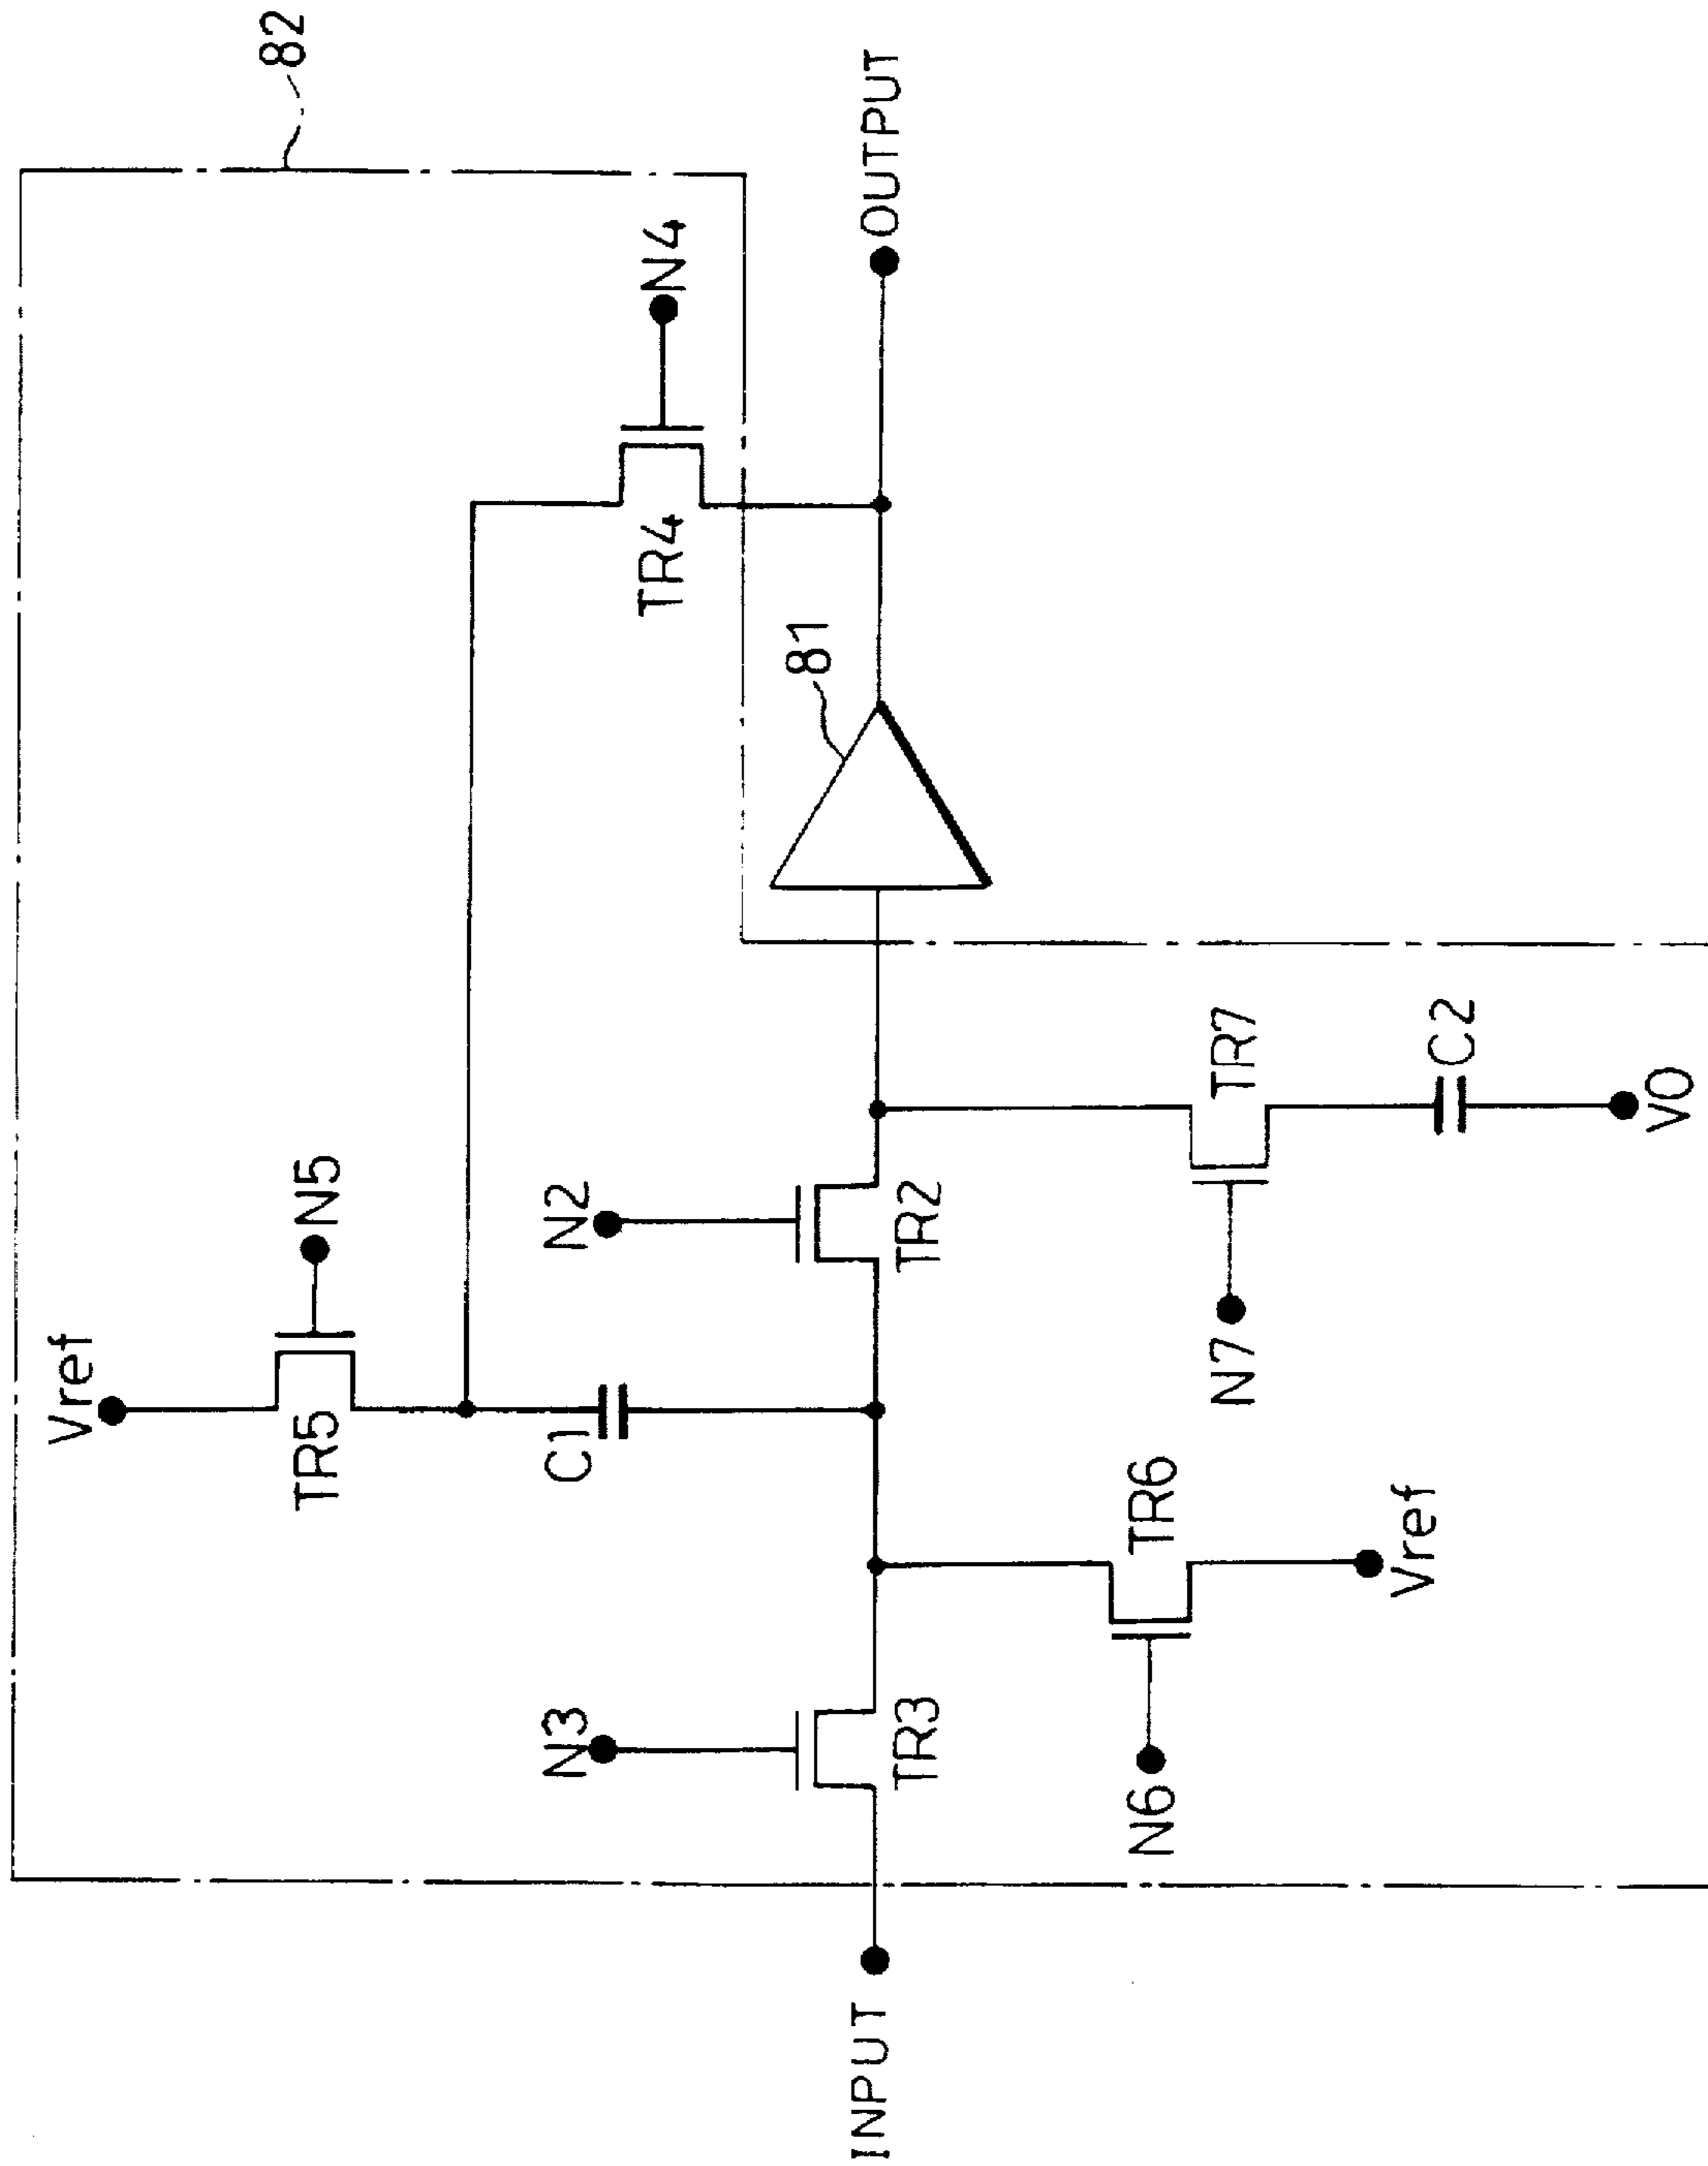 82
Vref
N5
TR5
N4
TR4
C1
N2
N3
81
INPUT
TR3
TR2
OUTPUT
N6
TR6
Vref
N7
TR7
C2
V0